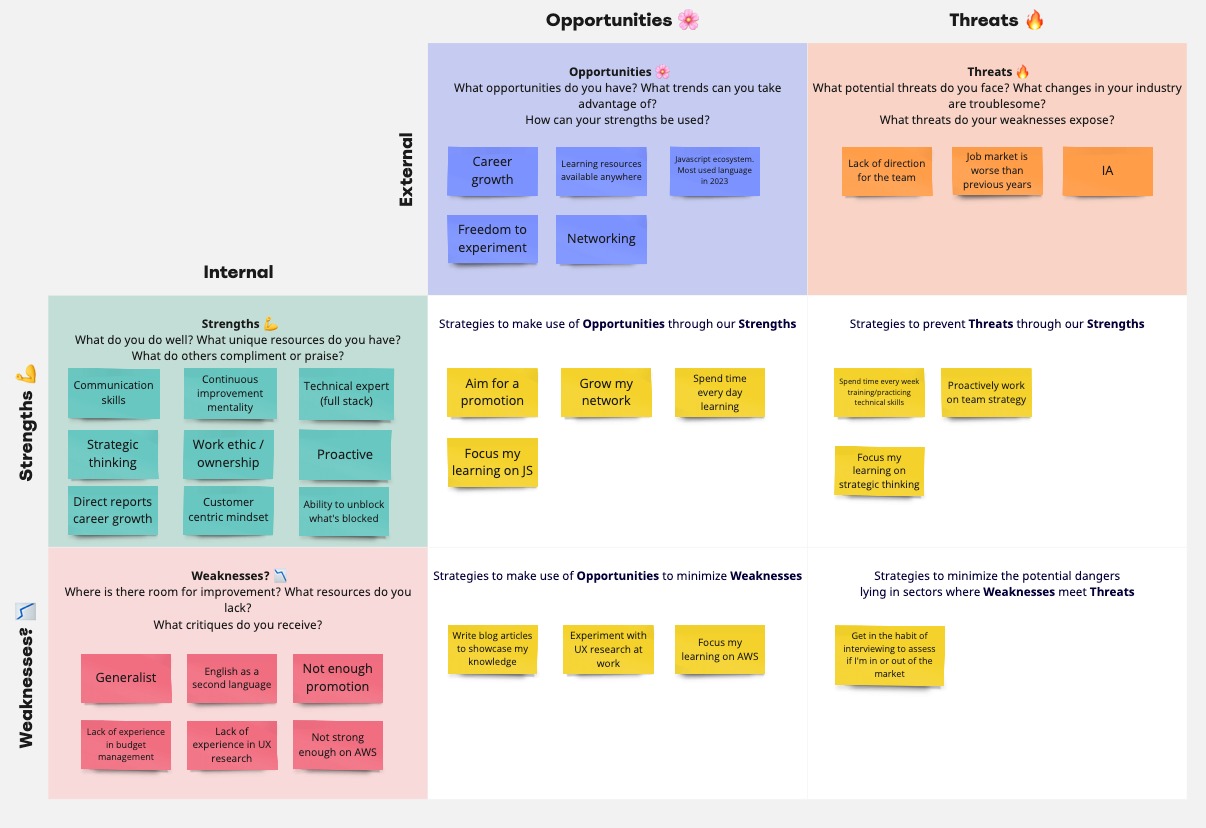 Opportunities 🌸
Threats 🔥
External
Opportunities 🌸
What opportunities do you have? What trends can you take
advantage of?
How can your strengths be used?
Career
growth
Learning resources
available anywhere
Javascript ecosystem.
Most used language
in 2023
Freedom to
experiment
Networking
Threats 🔥
What potential threats do you face? What changes in your industry
are troublesome?
What threats do your weaknesses expose?
Lack of direction
for the team
Job market is
worse than
previous years
IA
Internal
Strengths 💪
Strengths 💪
What do you do well? What unique resources do you have?
What do others compliment or praise?
Communication
skills
Continuous
improvement
mentality
Technical expert
(full stack)
Strategic
thinking
Work ethic /
ownership
Proactive
Direct reports
career growth
Customer
centric mindset
Ability to unblock
what's blocked
Strategies to make use of Opportunities through our Strengths
Aim for a
promotion
Grow my
network
Spend time
every day
learning
Focus my
learning on JS
Strategies to prevent Threats through our Strengths
Spend time every week
training/practicing
technical skills
Proactively work
on team strategy
Focus my
learning on
strategic thinking
Weaknesses? 📉
Weaknesses? 📉
Where is there room for improvement? What resources do you
lack?
What critiques do you receive?
Generalist
English as a
second language
Not enough
promotion
Lack of experience
in budget
management
Lack of
experience in UX
research
Not strong
enough on AWS
Strategies to make use of Opportunities to minimize Weaknesses
Write blog articles
to showcase my
knowledge
Experiment with
UX research at
work
Focus my
learning on AWS
Strategies to minimize the potential dangers
lying in sectors where Weaknesses meet Threats
Get in the habit of
interviewing to assess
if I'm in or out of the
market